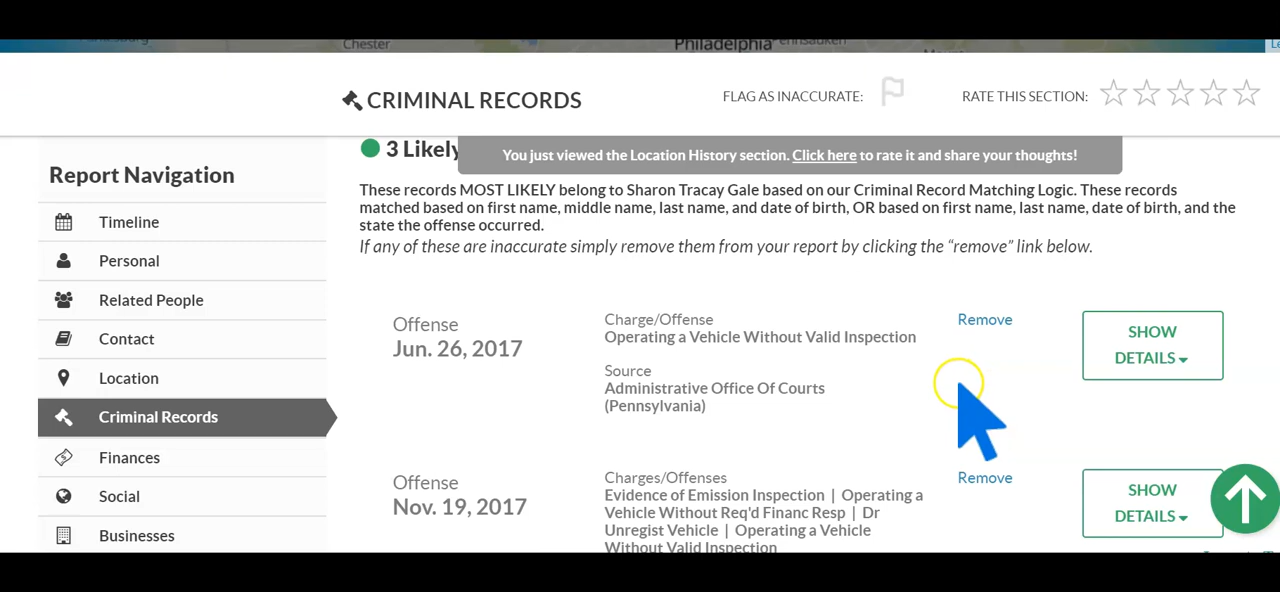 Chester
Philadelphia
CRIMINAL RECORDS
FLAG AS INACCURATE:
RATE THIS SECTION:
3 Likely
You just viewed the Location History section. Click here to rate it and share your thoughts!
Report Navigation
Timeline
Personal
Related People
Contact
Location
Criminal Records
Finances
Social
Businesses
These records MOST LIKELY belong to Sharon Tracay Gale based on our Criminal Record Matching Logic. These records
matched based on first name, middle name, last name, and date of birth, OR based on first name, last name, date of birth, and the
state the offense occurred.
If any of these are inaccurate simply remove them from your report by clicking the “remove” link below.
Offense
Jun. 26, 2017
Charge/Offense
Operating a Vehicle Without Valid Inspection
Source
Administrative Office Of Courts
(Pennsylvania)
Remove
SHOW
DETAILS
Offense
Nov. 19, 2017
Charges/Offenses
Evidence of Emission Inspection | Operating a
Vehicle Without Req'd Financ Resp | Dr
Unregist Vehicle | Operating a Vehicle
Without Valid Inspection
Remove
SHOW
DETAILS